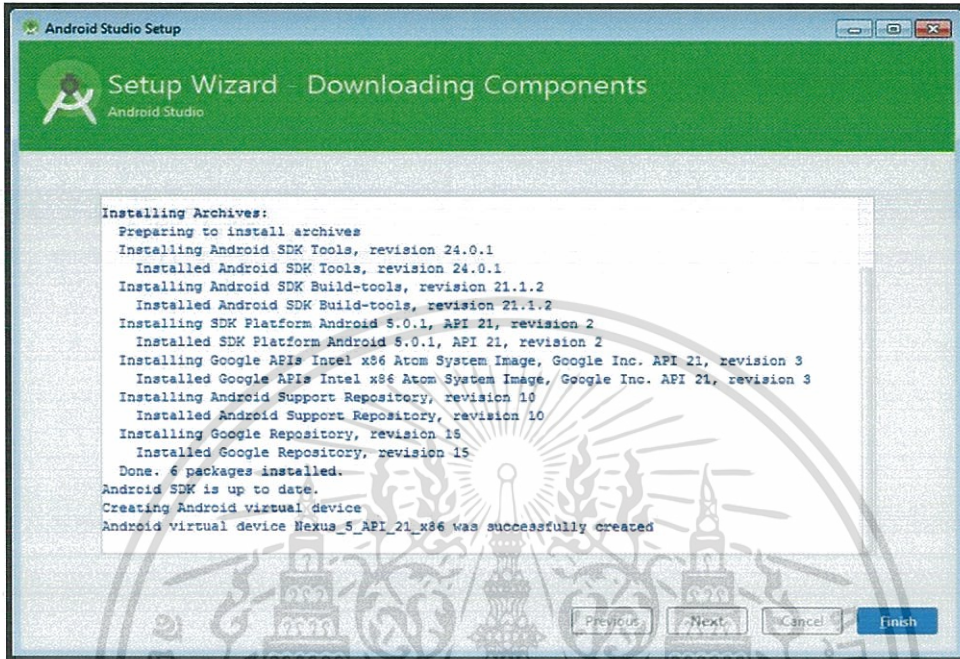 Android Studio Setup
Setup Wizard - Downloading Components
Android Studio
Installing Archives:
Preparing to install archives
Installing Android SDK Tools, revision 24.0.1
Installed Android SDK Tools, revision 24.0.1
Installing Android SDK Build-tools, revision 21.1.2
Installed Android SDK Build-tools, revision 21.1.2
Installing SDK Platform Android 5.0.1, API 21, revision 2
Installed SDK Platform Android 5.0.1, API 21, revision 2
Installing Google APIs Intel x86 Atom System Image, Google Inc. API 21, revision 3
Installed Google APIs Intel x86 Atom System Image, Google Inc. API 21, revision 3
Installing Android Support Repository, revision 10
Installed Android Support Repository, revision 10
Installing Google Repository, revision 15
Installed Google Repository, revision 15
Done. 6 packages installed.
Android SDK is up to date.
Creating Android virtual device
Android virtual device Nexus_5_API_21_x86 was successfully created
Previous Next Cancel Finish